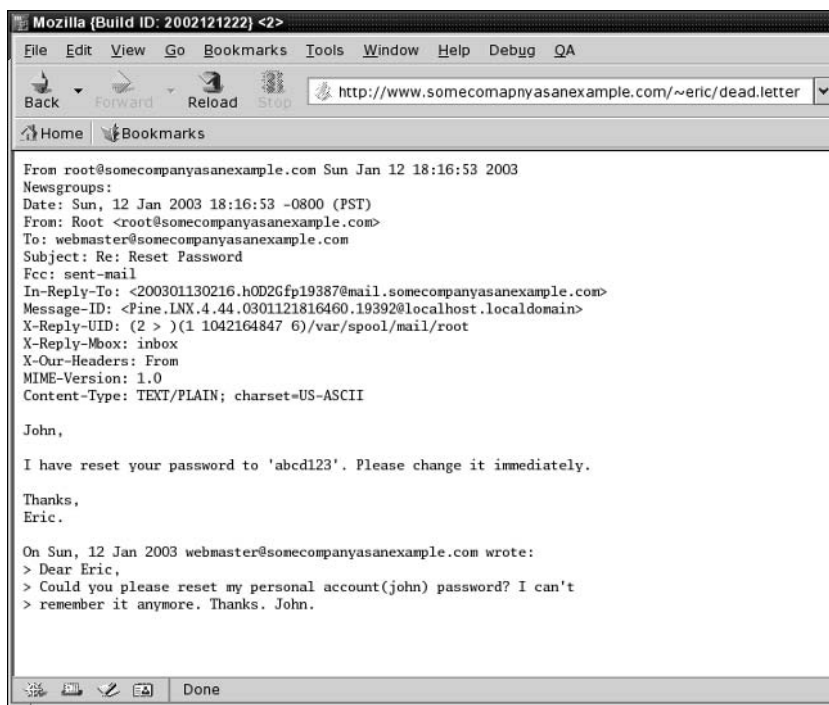 Mozilla {Build ID: 2002121222} <2>
File Edit View Go Bookmarks Tools Window Help Debug QA
Back Forward Reload Stop http://www.somecomapnyasanexample.com/~eric/dead.letter
Home Bookmarks
From root@somecompanyasanexample.com Sun Jan 12 18:16:53 2003
Newsgroups:
Date: Sun, 12 Jan 2003 18:16:53 -0800 (PST)
From: Root <root@somecompanyasanexample.com>
To: webmaster@somecompanyasanexample.com
Subject: Re: Reset Password
Fcc: sent-mail
In-Reply-To: <200301130216.h0D2Gfp19387@mail.somecompanyasanexample.com>
Message-ID: <Pine.LNX.4.44.0301121816460.19392@localhost.localdomain>
X-Reply-UID: (2 > )(1 1042164847 6)/var/spool/mail/root
X-Reply-Mbox: inbox
X-Our-Headers: From
MIME-Version: 1.0
Content-Type: TEXT/PLAIN; charset=US-ASCII
John,
I have reset your password to 'abcd123'. Please change it immediately.
Thanks,
Eric.
On Sun, 12 Jan 2003 webmaster@somecompanyasanexample.com wrote:
> Dear Eric,
> Could you please reset my personal account(john) password? I can't
> remember it anymore. Thanks. John.
Done